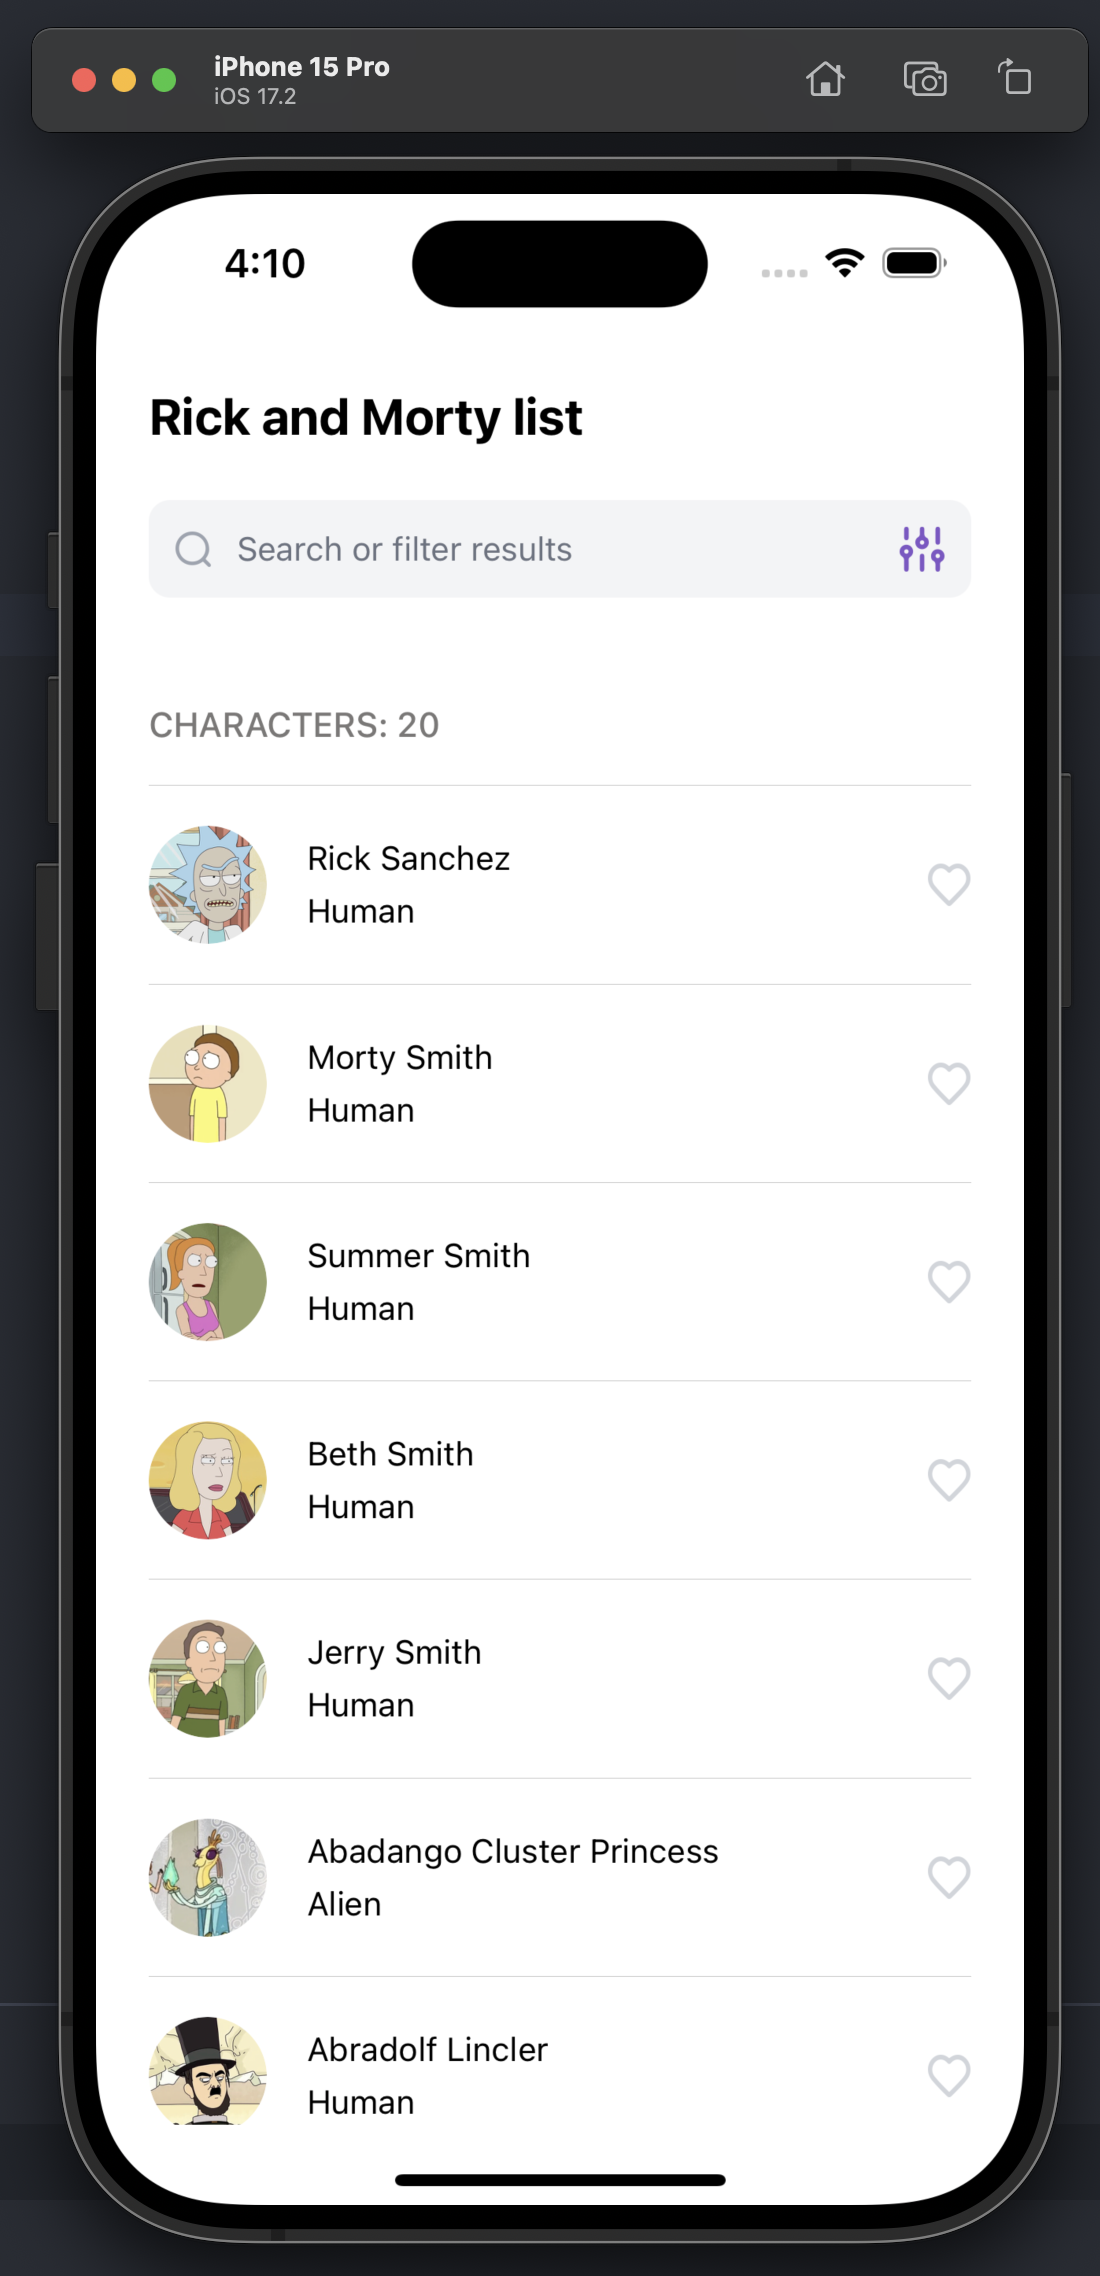 iPhone 15 Pro
iOS 17.2
4:10
Rick and Morty list
Search or filter results
CHARACTERS: 20
Rick Sanchez
Human
Morty Smith
Human
Summer Smith
Human
Beth Smith
Human
Jerry Smith
Human
Abadango Cluster Princess
Alien
Abradolf Lincler
Human